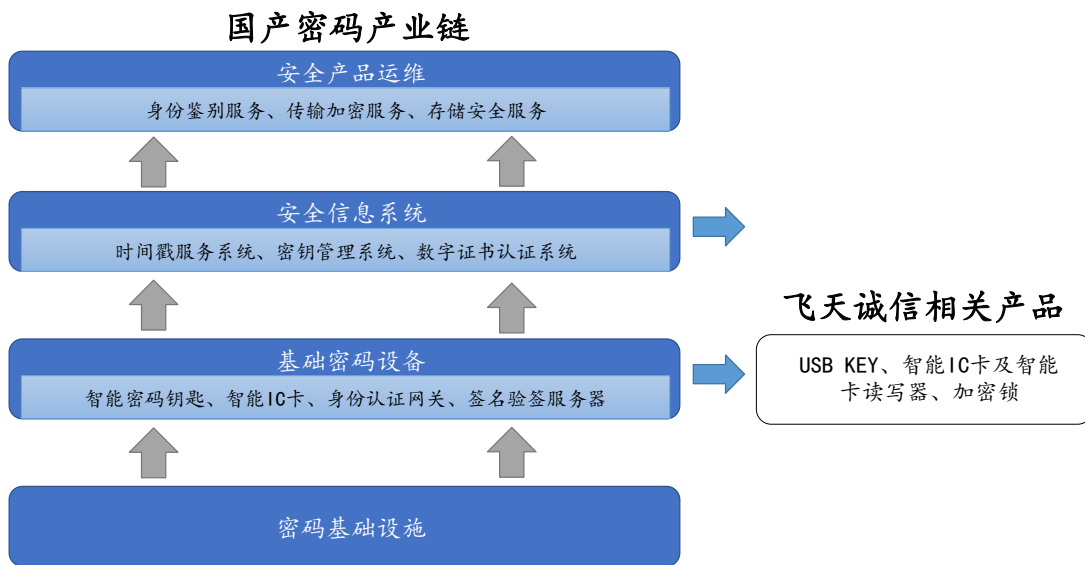 国产密码产业链
安全产品运维
身份鉴别服务、传输加密服务、存储安全服务
安全信息系统
时间戳服务系统、密钥管理系统、数字证书认证系统
飞天诚信相关产品
基础密码设备
智能密码钥匙、智能IC卡、身份认证网关、签名验签服务器
USB KEY、智能IC卡及智能
卡读写器、加密锁
密码基础设施